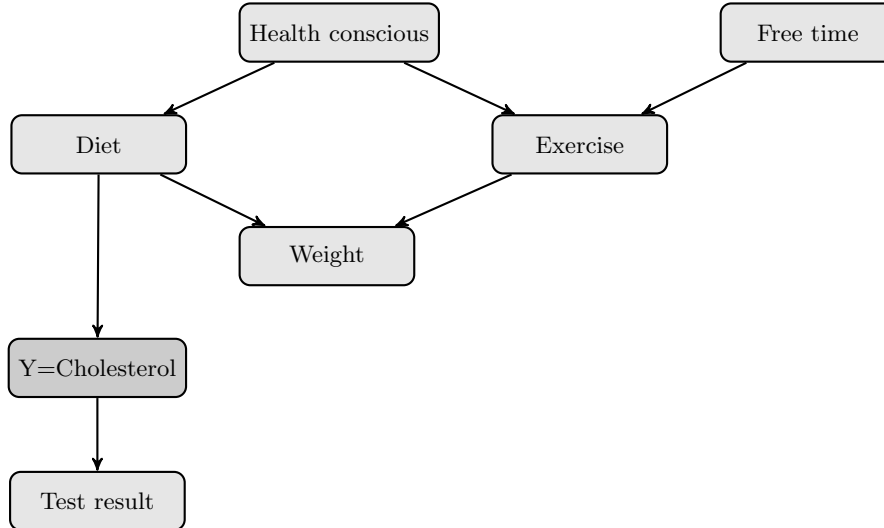 Health conscious
Free time
Diet
Exercise
Weight
Y=Cholesterol
Test result